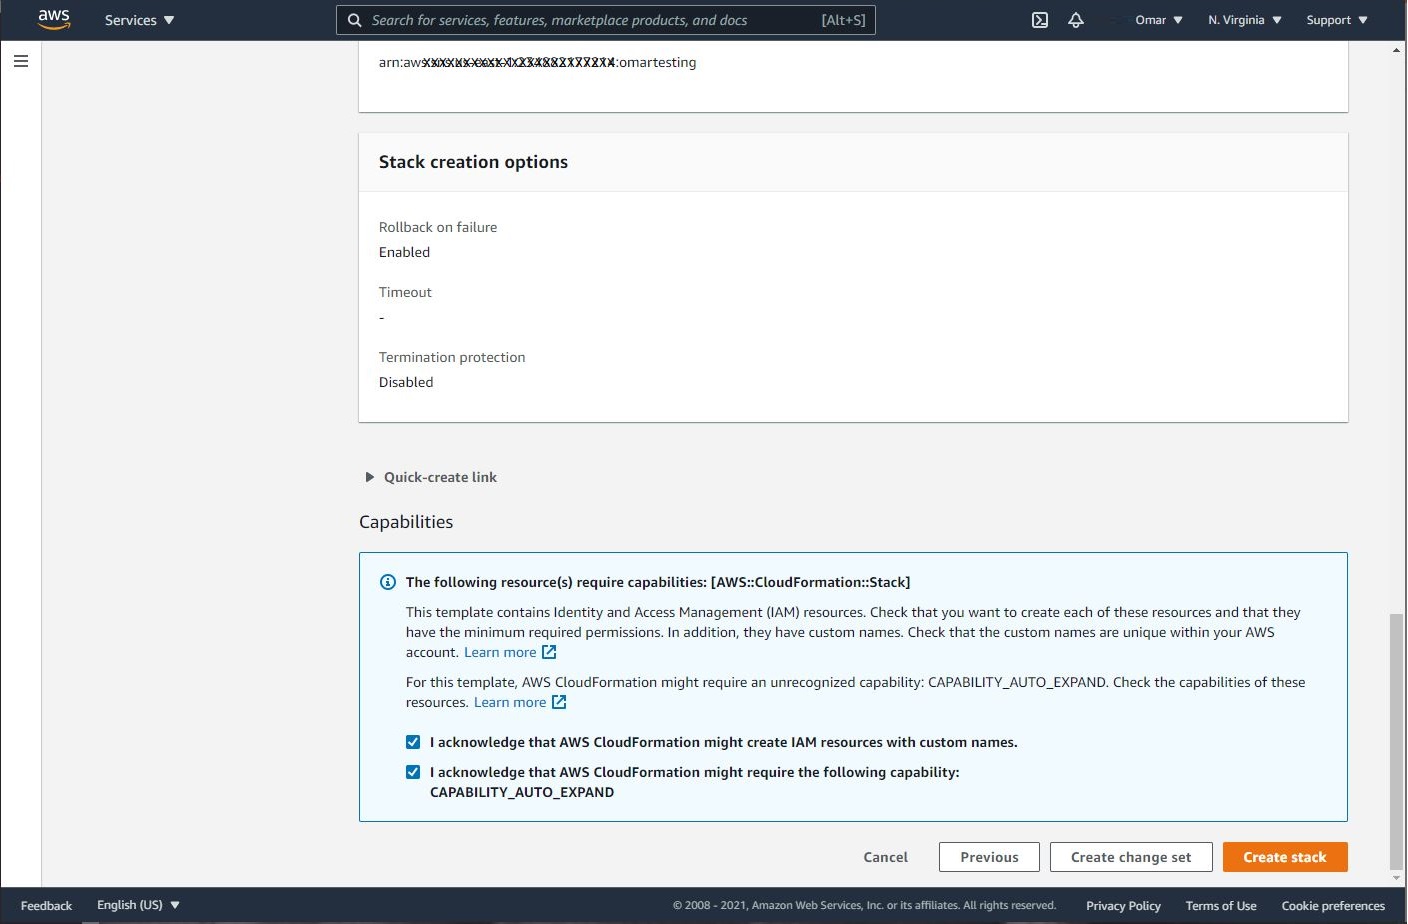 aws
Services
Search for services, features, marketplace products, and docs [Alt+S]
Omar
N. Virginia
Support
:omartesting
Stack creation options
Rollback on failure
Enabled
Timeout
-
Termination protection
Disabled
Quick-create link
Capabilities
The following resource(s) require capabilities: [AWS::CloudFormation::Stack]
This template contains Identity and Access Management (IAM) resources. Check that you want to create each of these resources and that they
have the minimum required permissions. In addition, they have custom names. Check that the custom names are unique within your AWS
account. Learn more
For this template, AWS CloudFormation might require an unrecognized capability: CAPABILITY_AUTO_EXPAND. Check the capabilities of these
resources. Learn more
I acknowledge that AWS CloudFormation might create IAM resources with custom names.
I acknowledge that AWS CloudFormation might require the following capability:
CAPABILITY_AUTO_EXPAND
Cancel
Previous
Create change set
Create stack
Feedback
English (US)
© 2008 - 2021, Amazon Web Services, Inc. or its affiliates. All rights reserved.
Privacy Policy
Terms of Use
Cookie preferences